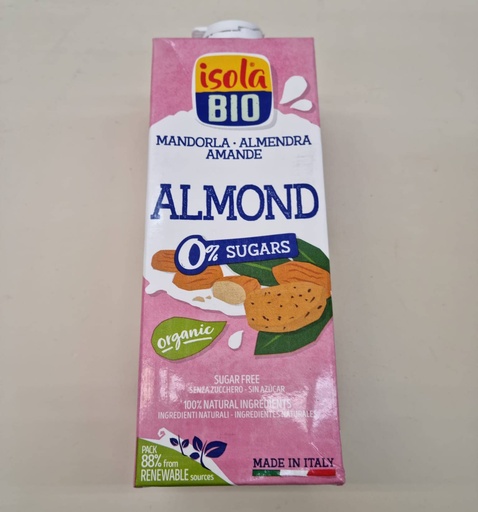 isola
BIO
MANDORLA · ALMENDRA
AMANDE
ALMOND
0% SUGARS
organic
SUGAR FREE
SENZA ZUCCHERO - SIN AZÚCAR
100% NATURAL INGREDIENTS
INGREDIENTI NATURALI - INGREDIENTES NATURALES
PACK
88% from
RENEWABLE sources
MADE IN ITALY